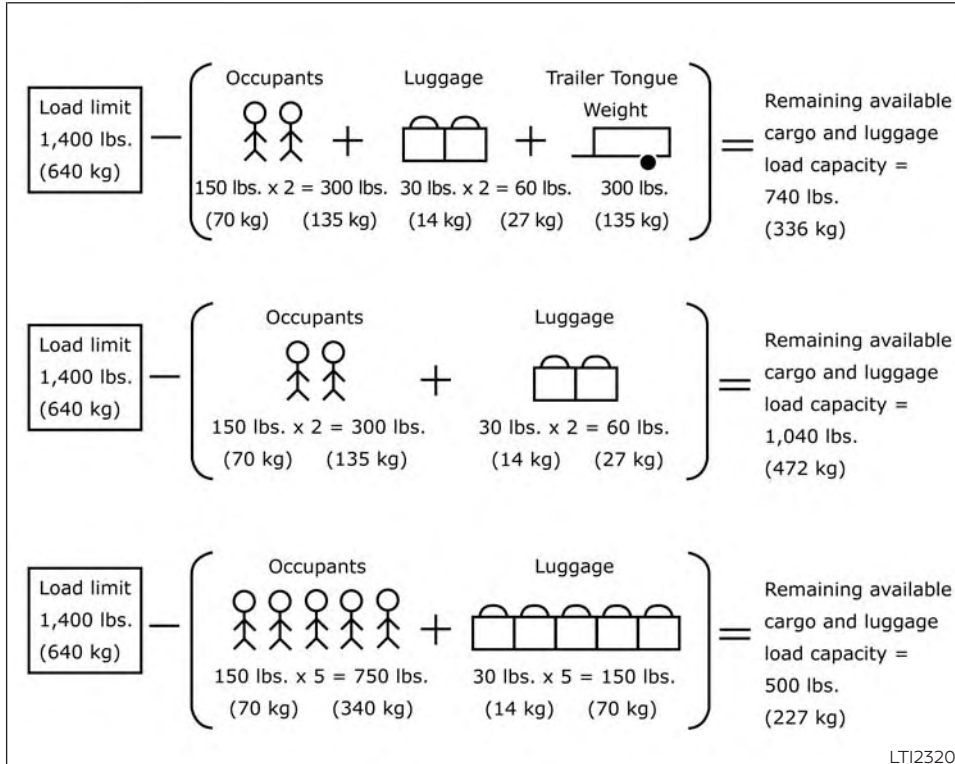 Occupants Luggage Trailer Tongue
Weight
Load limit
1,400 lbs.
(640 kg)
150 lbs. x 2 = 300 lbs. 30 lbs. x 2 = 60 lbs. 300 lbs.
(70 kg) (135 kg) (14 kg) (27 kg) (135 kg)
Remaining available
cargo and luggage
load capacity =
740 lbs.
(336 kg)
Occupants Luggage
Load limit
1,400 lbs.
(640 kg)
150 lbs. x 2 = 300 lbs. 30 lbs. x 2 = 60 lbs.
(70 kg) (135 kg) (14 kg) (27 kg)
Remaining available
cargo and luggage
load capacity =
1,040 lbs.
(472 kg)
Occupants Luggage
Load limit
1,400 lbs.
(640 kg)
150 lbs. x 5 = 750 lbs. 30 lbs. x 5 = 150 lbs.
(70 kg) (340 kg) (14 kg) (70 kg)
Remaining available
cargo and luggage
load capacity =
500 lbs.
(227 kg)
LTI2320